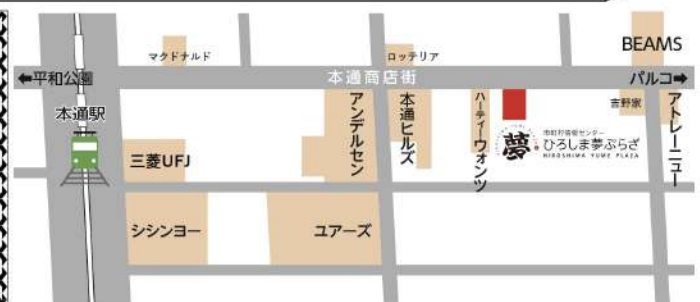 BEAMS
マクドナルド
ロッテリア
←平和公園
本通商店街
パルコ→
本通駅
アンデルセン
本通ヒルズ
ハーティーウォンツ
吉野家
アトレーニュー
市町村情報センター
夢
ひろしま夢ぷらざ
HIROSHIMA YUME PLAZA
三菱UFJ
シシンヨー
ユアーズ